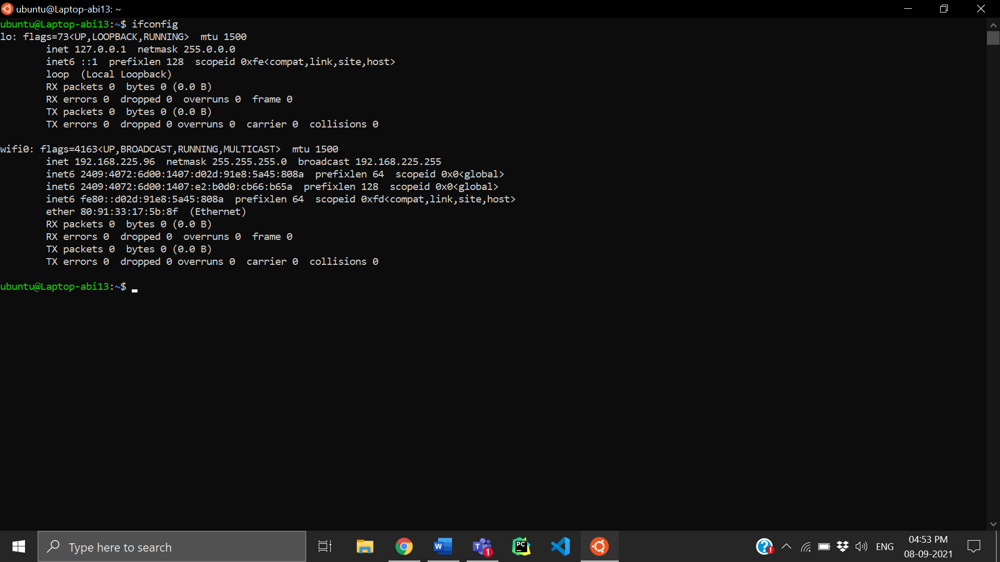 ubuntu@Laptop-abi13: ~
ubuntu@Laptop-abi13:~$ ifconfig
lo: flags=73<UP,LOOPBACK,RUNNING>  mtu 1500
        inet 127.0.0.1  netmask 255.0.0.0
        inet6 ::1  prefixlen 128  scopeid 0xfe<compat,link,site,host>
        loop  (Local Loopback)
        RX packets 0  bytes 0 (0.0 B)
        RX errors 0  dropped 0  overruns 0  frame 0
        TX packets 0  bytes 0 (0.0 B)
        TX errors 0  dropped 0 overruns 0  carrier 0  collisions 0

wifi0: flags=4163<UP,BROADCAST,RUNNING,MULTICAST>  mtu 1500
        inet 192.168.225.96  netmask 255.255.255.0  broadcast 192.168.225.255
        inet6 2409:4072:6d00:1407:d02d:91e8:5a45:808a  prefixlen 64  scopeid 0x0<global>
        inet6 2409:4072:6d00:1407:e2:b0d0:cb66:b65a  prefixlen 128  scopeid 0x0<global>
        inet6 fe80::d02d:91e8:5a45:808a  prefixlen 64  scopeid 0xfd<compat,link,site,host>
        ether 80:91:33:17:5b:8f  (Ethernet)
        RX packets 0  bytes 0 (0.0 B)
        RX errors 0  dropped 0  overruns 0  frame 0
        TX packets 0  bytes 0 (0.0 B)
        TX errors 0  dropped 0 overruns 0  carrier 0  collisions 0

ubuntu@Laptop-abi13:~$
Type here to search
W
T
1
PC
ENG
04:53 PM
08-09-2021